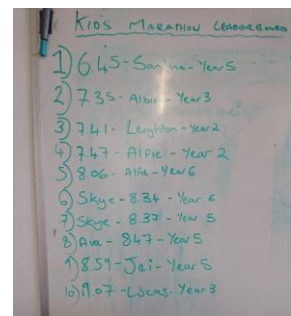 KIDS MARATHON LEADERBOARD
1) 6.45 - - Year 5
2) 7.35 - Albie - Year 3
3) 7.41 - Leighton - Year 2
4) 7.47 - Alfie - Year 2
5) 8.06 - Alfie - Year 6
6) Skye - 8.34 - Year 6
7) Skye - 8.37 - Year 5
8) Ava - 847 - Year 5
9) 8.59 - Jai - Year 5
10) 9.07 - Lucas - Year 3